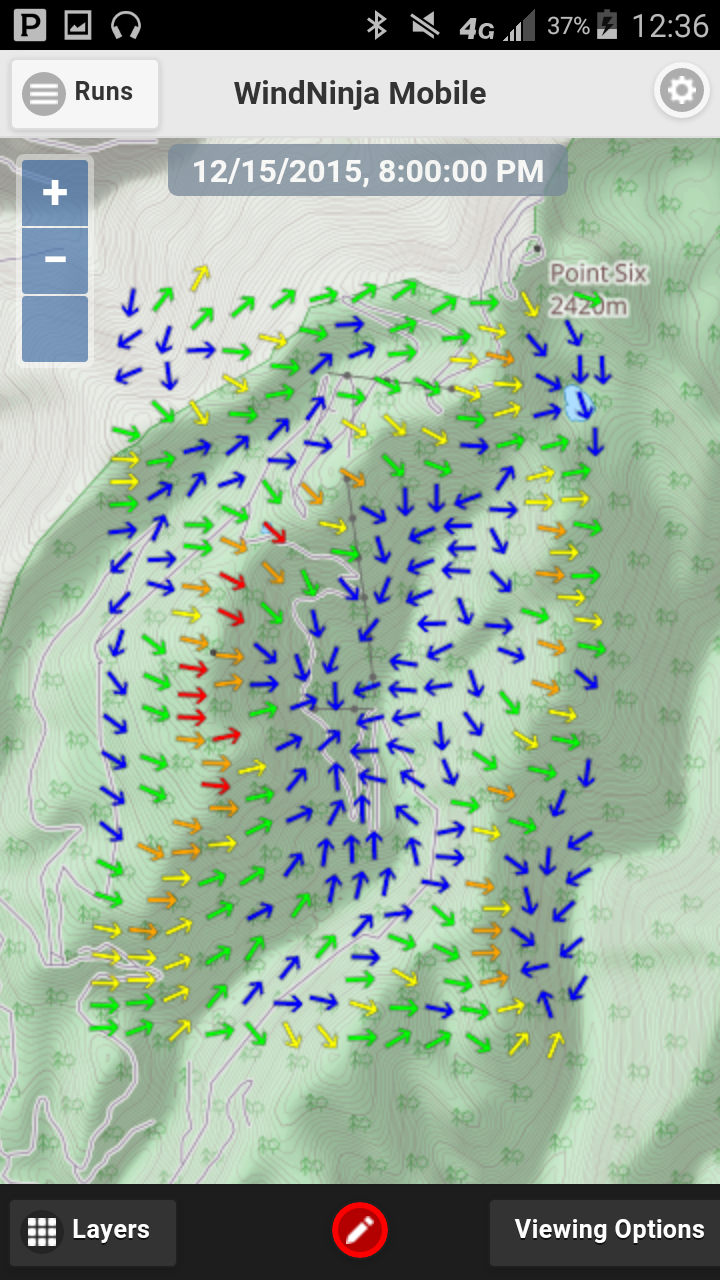 P 4G 37% 12:36
Runs WindNinja Mobile
+ 12/15/2015, 8:00:00 PM
−
Point Six
2420m
Layers Viewing Options